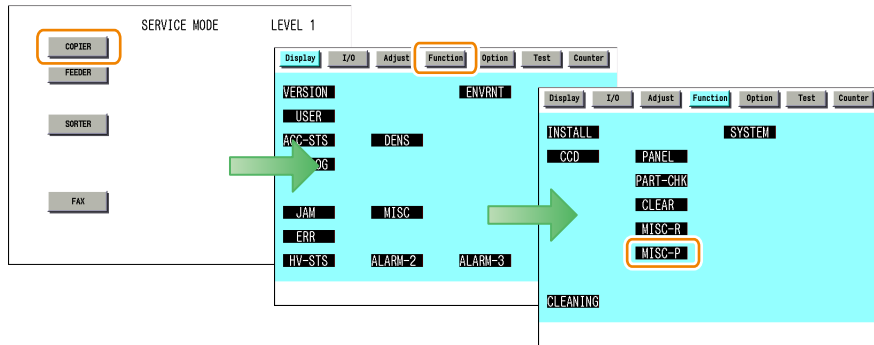 SERVICE MODE LEVEL 1
COPIER
FEEDER
SORTER
FAX
Display I/O Adjust Function Option Test Counter
VERSION ENVRNT
USER
ACC-STS DENS
JAM MISC
ERR
HV-STS ALARM-2 ALARM-3
Display I/O Adjust Function Option Test Counter
INSTALL SYSTEM
CCD PANEL
PART-CHK
CLEAR
MISC-R
MISC-P
CLEANING